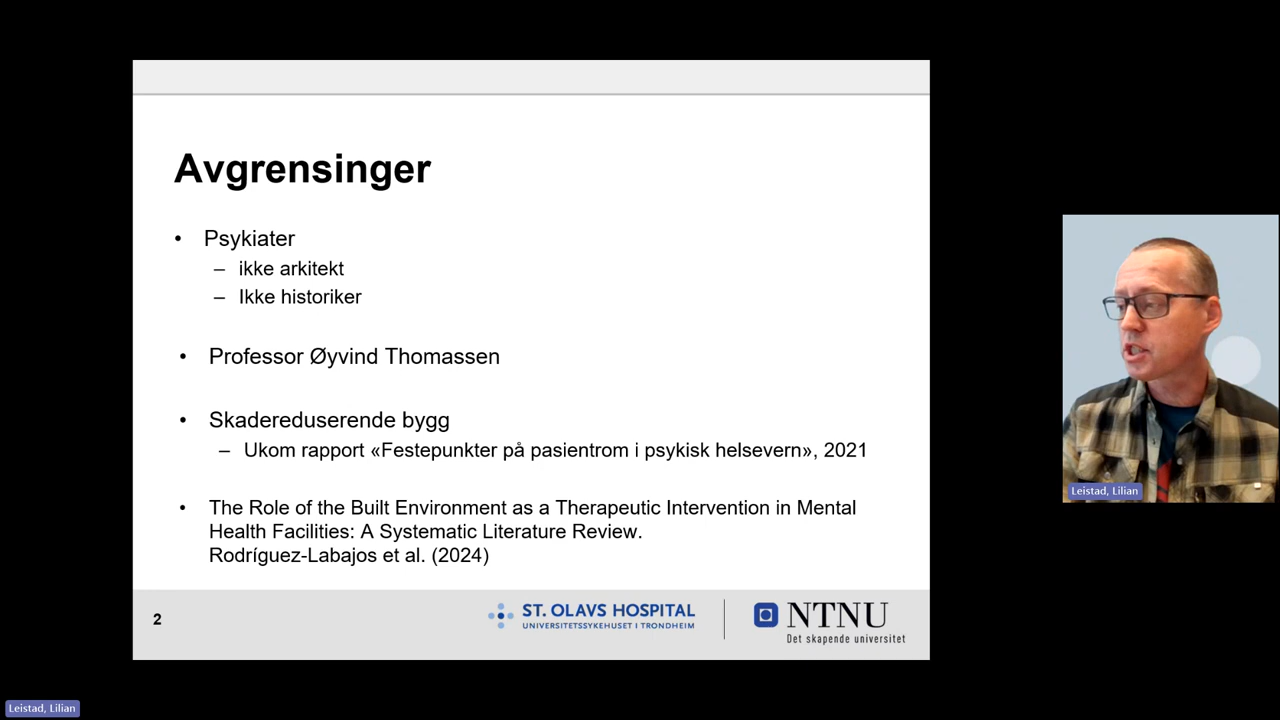 Avgrensinger
• Psykiater
– ikke arkitekt
– Ikke historiker
• Professor Øyvind Thomassen
• Skadereduserende bygg
– Ukom rapport «Festepunkter på pasientrom i psykisk helsevern», 2021
• The Role of the Built Environment as a Therapeutic Intervention in Mental
Health Facilities: A Systematic Literature Review.
Rodríguez-Labajos et al. (2024)
2
ST. OLAVS HOSPITAL
UNIVERSITETSSYKEHUSET I TRONDHEIM
NTNU
Det skapende universitet
Leistad, Lilian
Leistad, Lilian